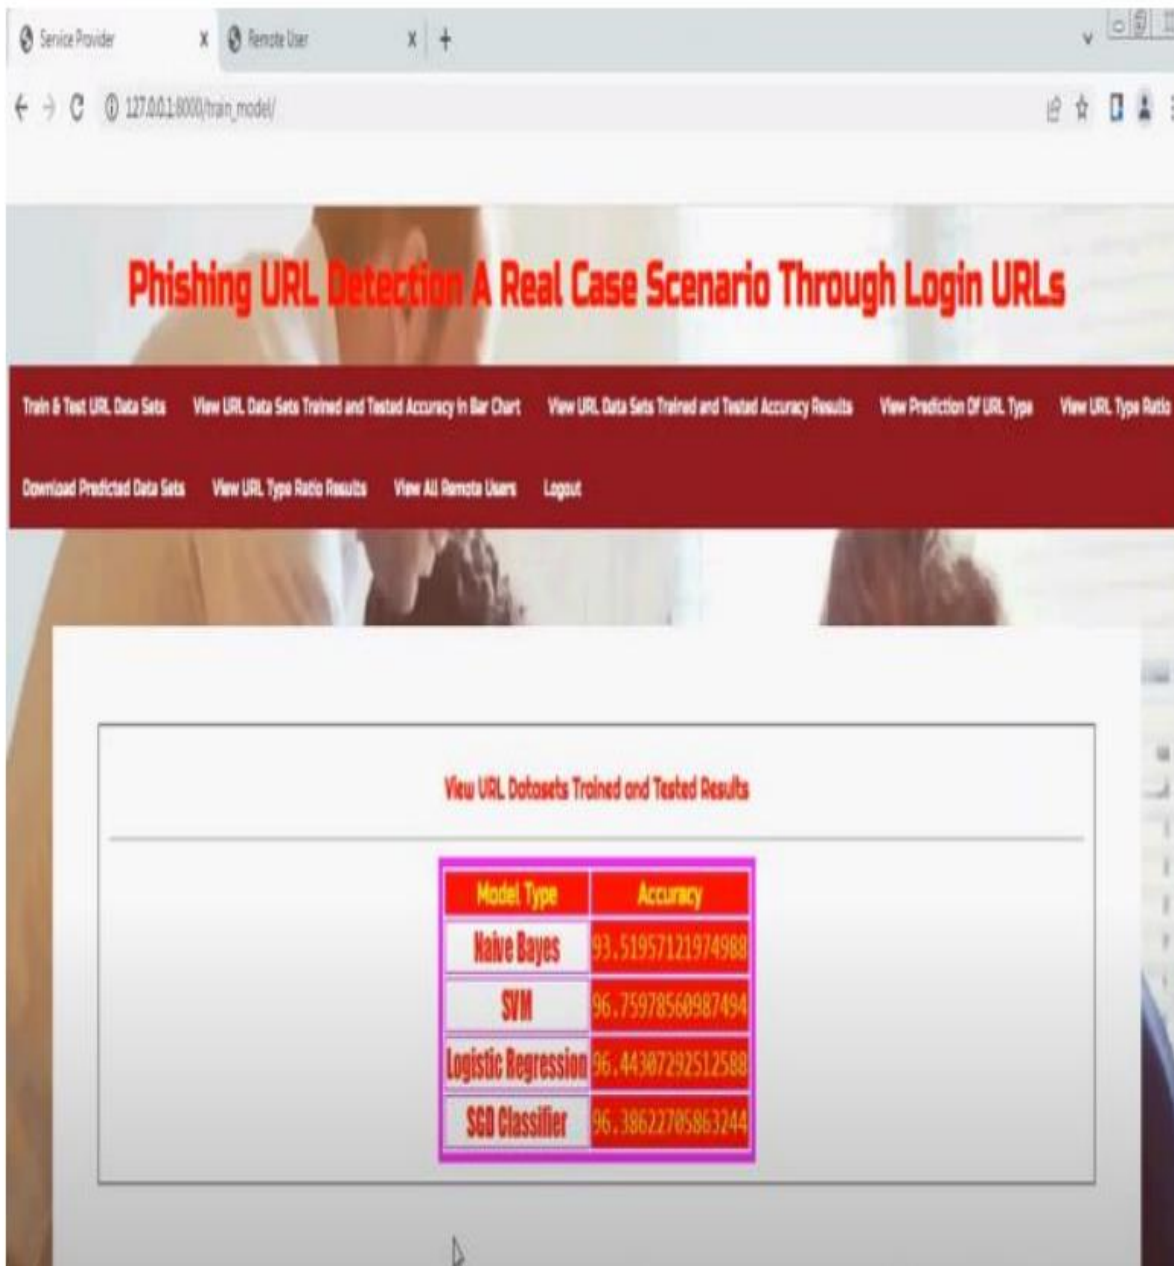 Service Provider X Remote User X +
127.0.0.1:8000/train_model/
Phishing URL Detection A Real Case Scenario Through Login URLs
Train & Test URL Data Sets View URL Data Sets Trained and Tested Accuracy in Bar Chart View URL Data Sets Trained and Tested Accuracy Results View Prediction Of URL Type View URL Type Ratio
Download Predicted Data Sets View URL Type Ratio Results View All Remote Users Logout
View URL Datasets Trained and Tested Results
Model Type Accuracy
Naive Bayes 93.51957121974988
SVM 96.75978560987494
Logistic Regression 96.44307292512588
SGD Classifier 96.38622705863244